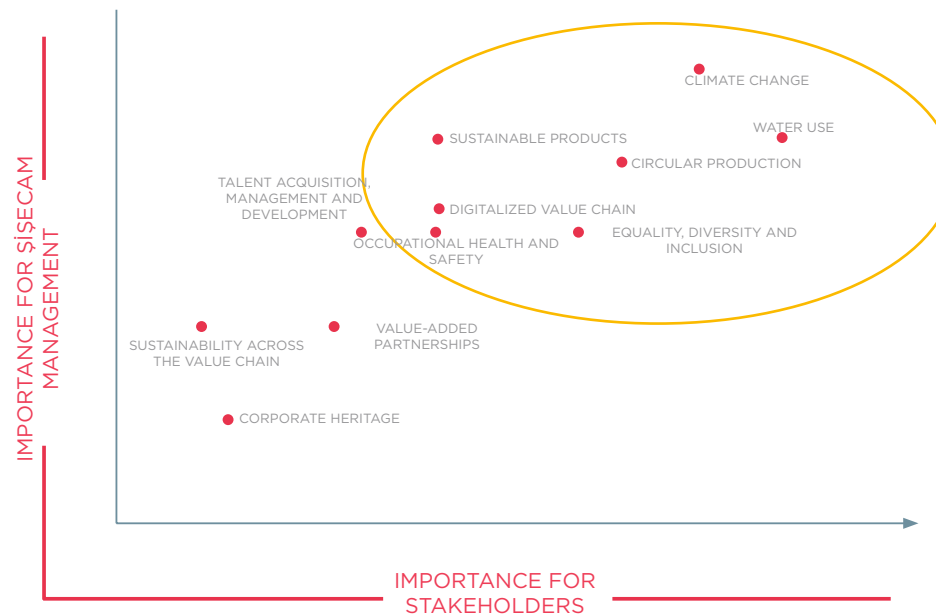 CLIMATE CHANGE
WATER USE
SUSTAINABLE PRODUCTS
CIRCULAR PRODUCTION
TALENT ACQUISITION,
MANAGEMENT AND
DEVELOPMENT
DIGITALIZED VALUE CHAIN
OCCUPATIONAL HEALTH AND
SAFETY
EQUALITY, DIVERSITY AND
INCLUSION
SUSTAINABILITY ACROSS
THE VALUE CHAIN
VALUE-ADDED
PARTNERSHIPS
CORPORATE HERITAGE
IMPORTANCE FOR ŞİŞECAM
MANAGEMENT
IMPORTANCE FOR
STAKEHOLDERS